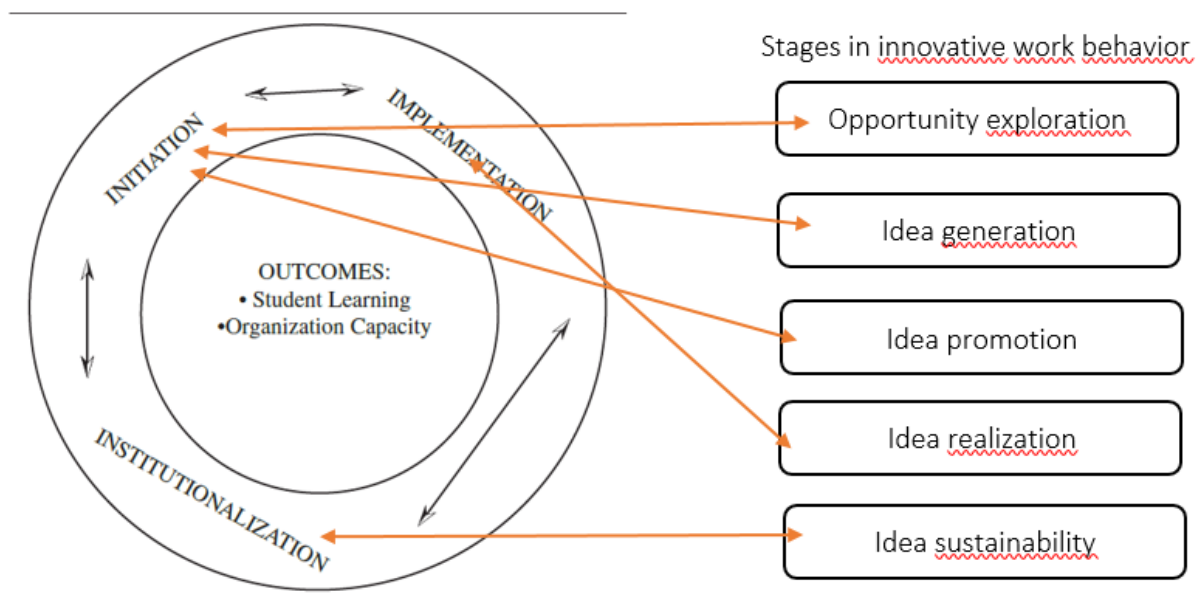 Stages in innovative work behavior
INITIATION
IMPLEMENTATION
INSTITUTIONALIZATION
OUTCOMES:
• Student Learning
•Organization Capacity
Opportunity exploration
Idea generation
Idea promotion
Idea realization
Idea sustainability